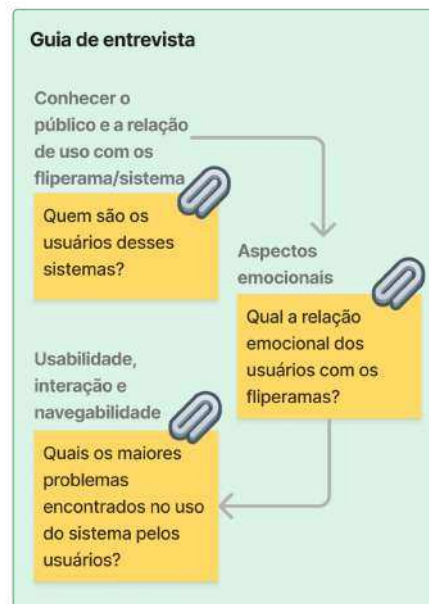 Guia de entrevista
Conhecer o
público e a relação
de uso com os
fliperama/sistema
Quem são os
usuários desses
sistemas?
Aspectos
emocionais
Qual a relação
emocional dos
usuários com os
fliperamas?
Usabilidade,
interação e
navegabilidade
Quais os maiores
problemas
encontrados no uso
do sistema pelos
usuários?